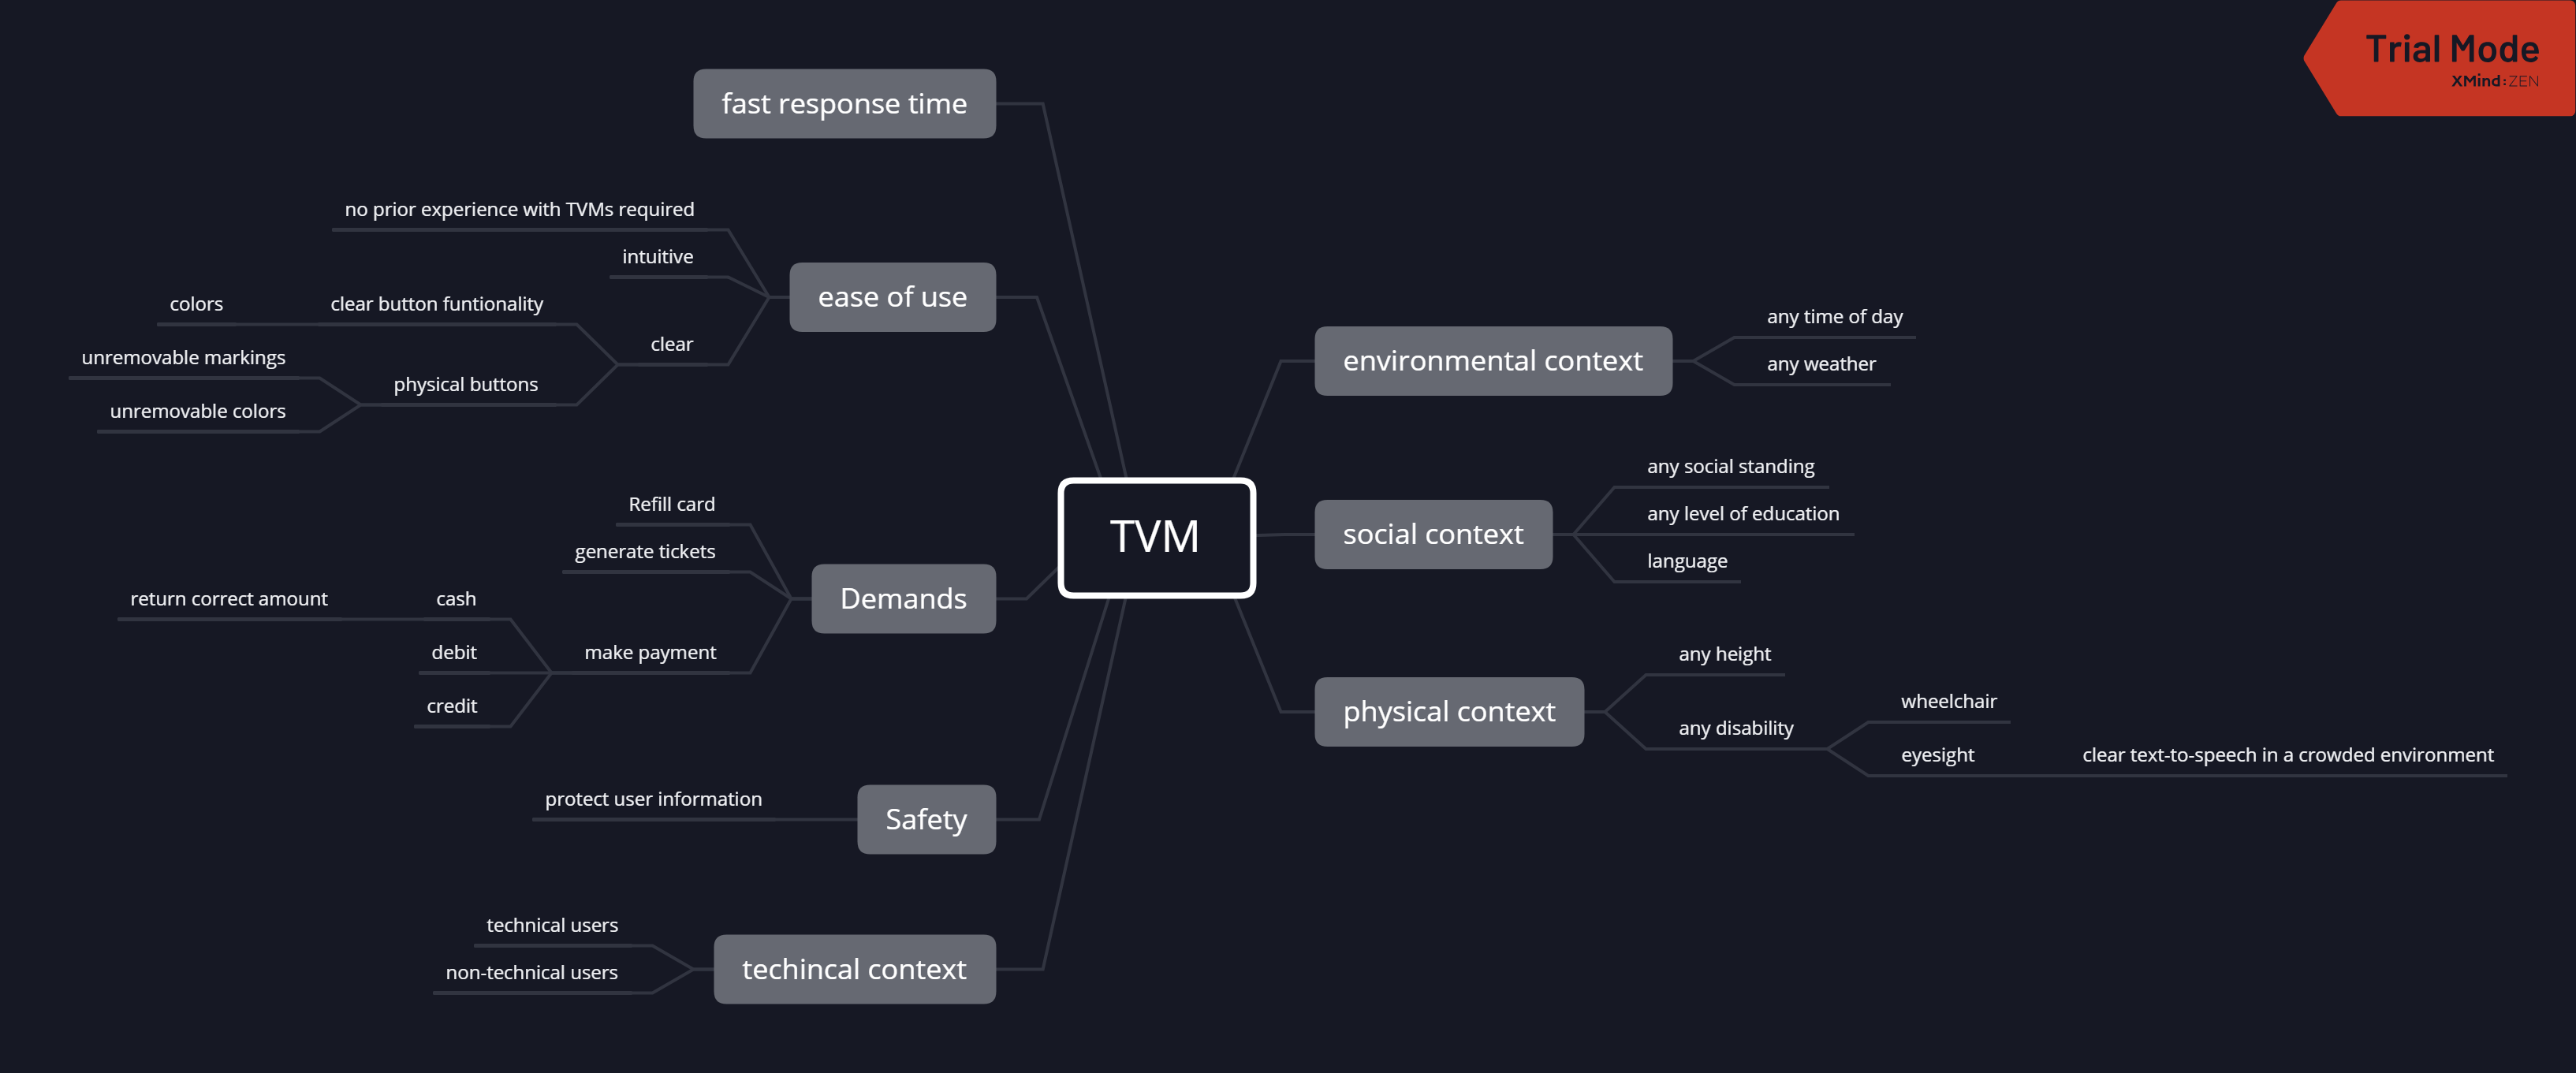 Trial Mode
XMind:ZEN
fast response time
no prior experience with TVMs required
intuitive
ease of use
colors
clear button funtionality
clear
unremovable markings
physical buttons
unremovable colors
Refill card
generate tickets
Demands
return correct amount
cash
debit
make payment
credit
protect user information
Safety
technical users
non-technical users
techincal context
TVM
environmental context
any time of day
any weather
social context
any social standing
any level of education
language
physical context
any height
any disability
wheelchair
eyesight
clear text-to-speech in a crowded environment